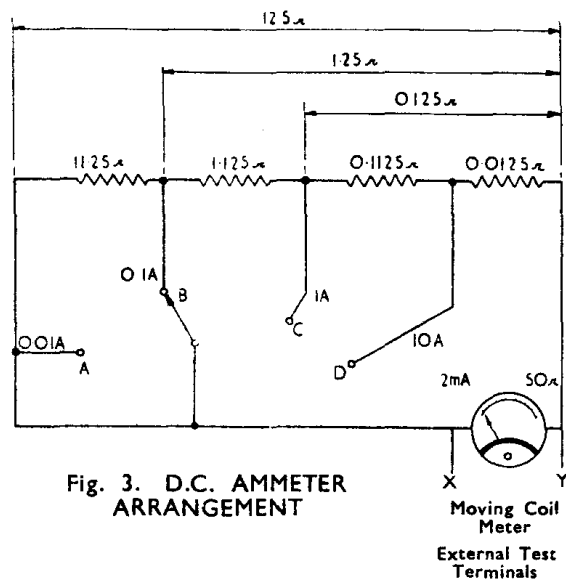 12.5Ω
1.25Ω
0.125Ω
11.25Ω 1.125Ω 0.1125Ω 0.0125Ω
0.1A
B
1A
C
0.01A
A
10A
D
2mA 50Ω
X Y
Fig. 3. D.C. AMMETER
ARRANGEMENT
Moving Coil
Meter
External Test
Terminals